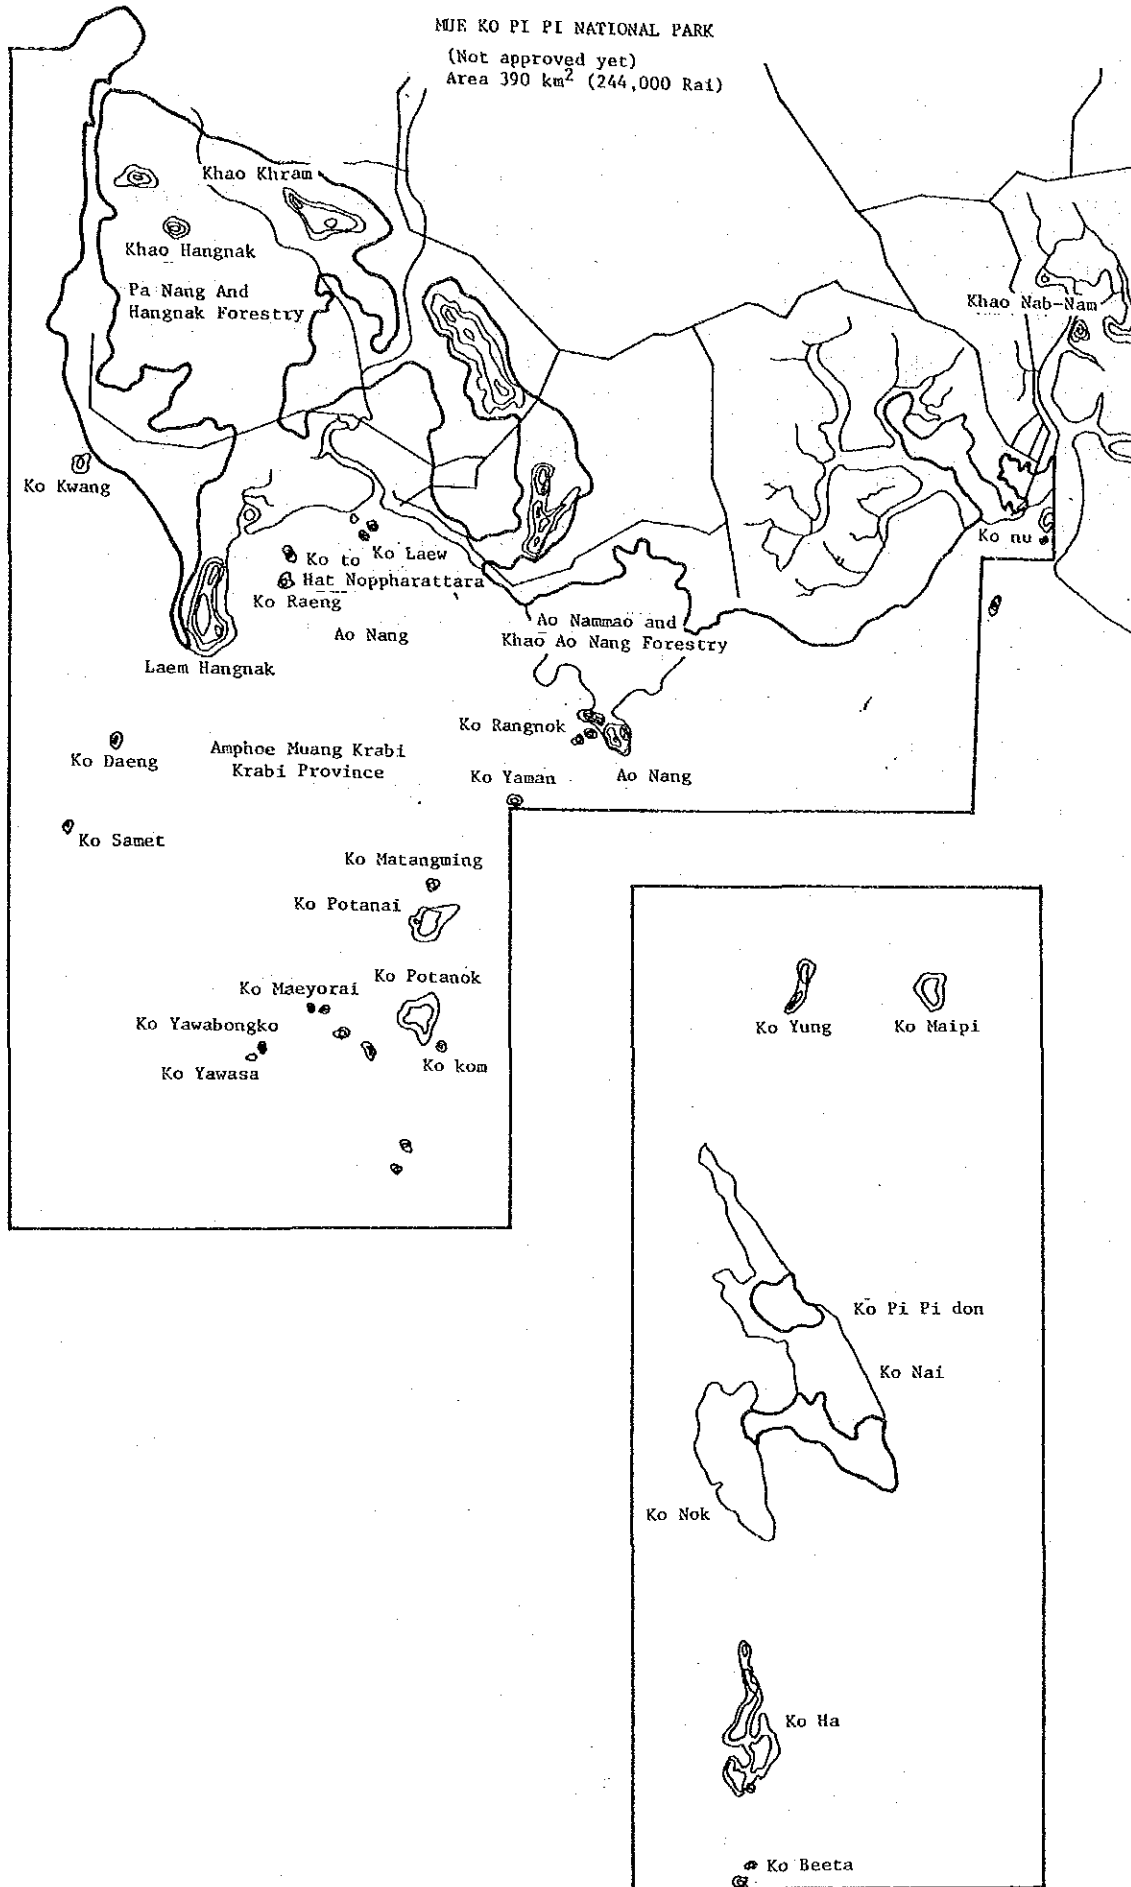 MUE KO PI PI NATIONAL PARK
(Not approved yet)
Area 390 km² (244,000 Rai)
Khao Khram
Khao Hangnak
Pa Nang And
Hangnak Forestry
Khao Nab-Nam
Ko Kwang
Ko nu
Ko to
Ko Laew
Hat Noppharattara
Ko Raeng
Ao Nang
Ao Nammao and
Khao Ao Nang Forestry
Laem Hangnak
Ko Rangnok
Ko Daeng
Amphoe Muang Krabi
Krabi Province
Ko Yaman
Ao Nang
Ko Samet
Ko Matangming
Ko Potanai
Ko Potanok
Ko Maeyorai
Ko Yawabongko
Ko Yawasa
Ko kom
Ko Yung
Ko Maipi
Ko Pi Pi don
Ko Nai
Ko Nok
Ko Ha
Ko Beeta